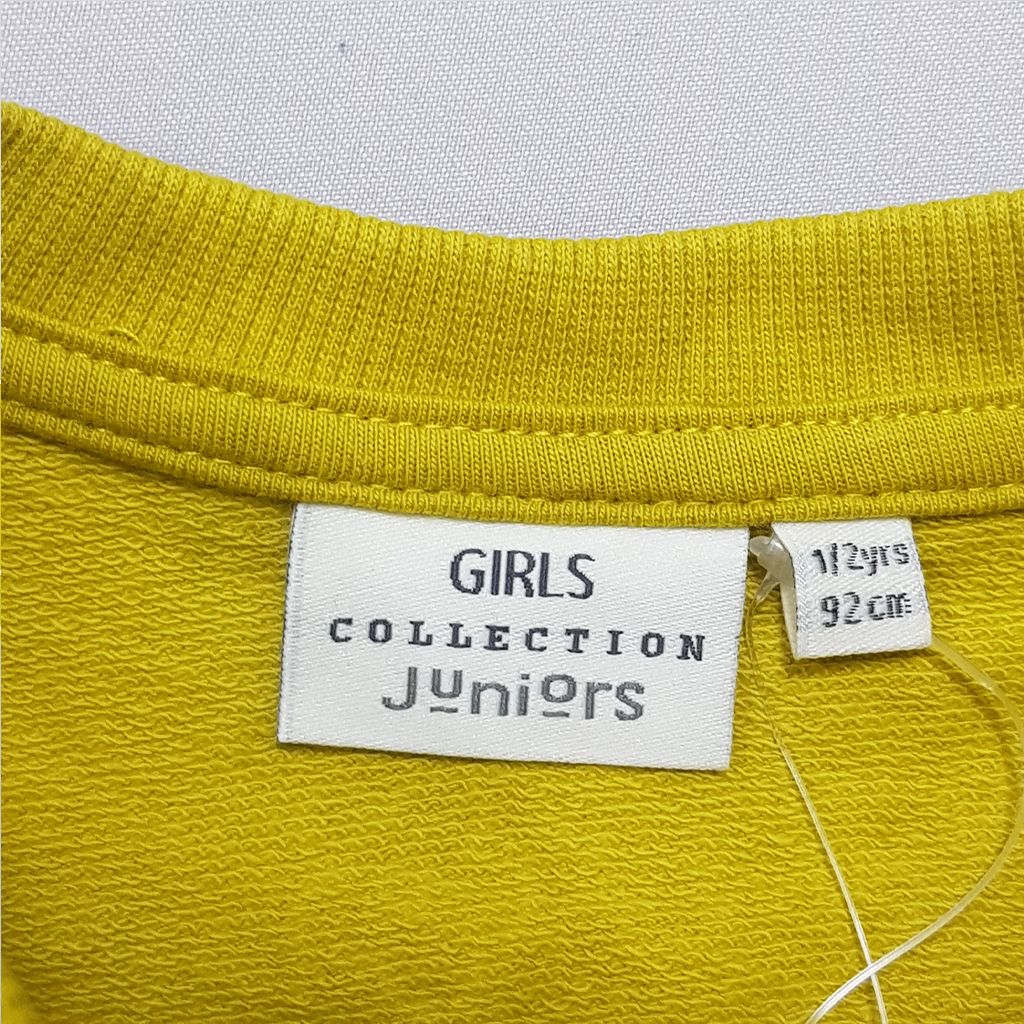 GIRLS
COLLECTION
Juniors
1/2yrs
92cm